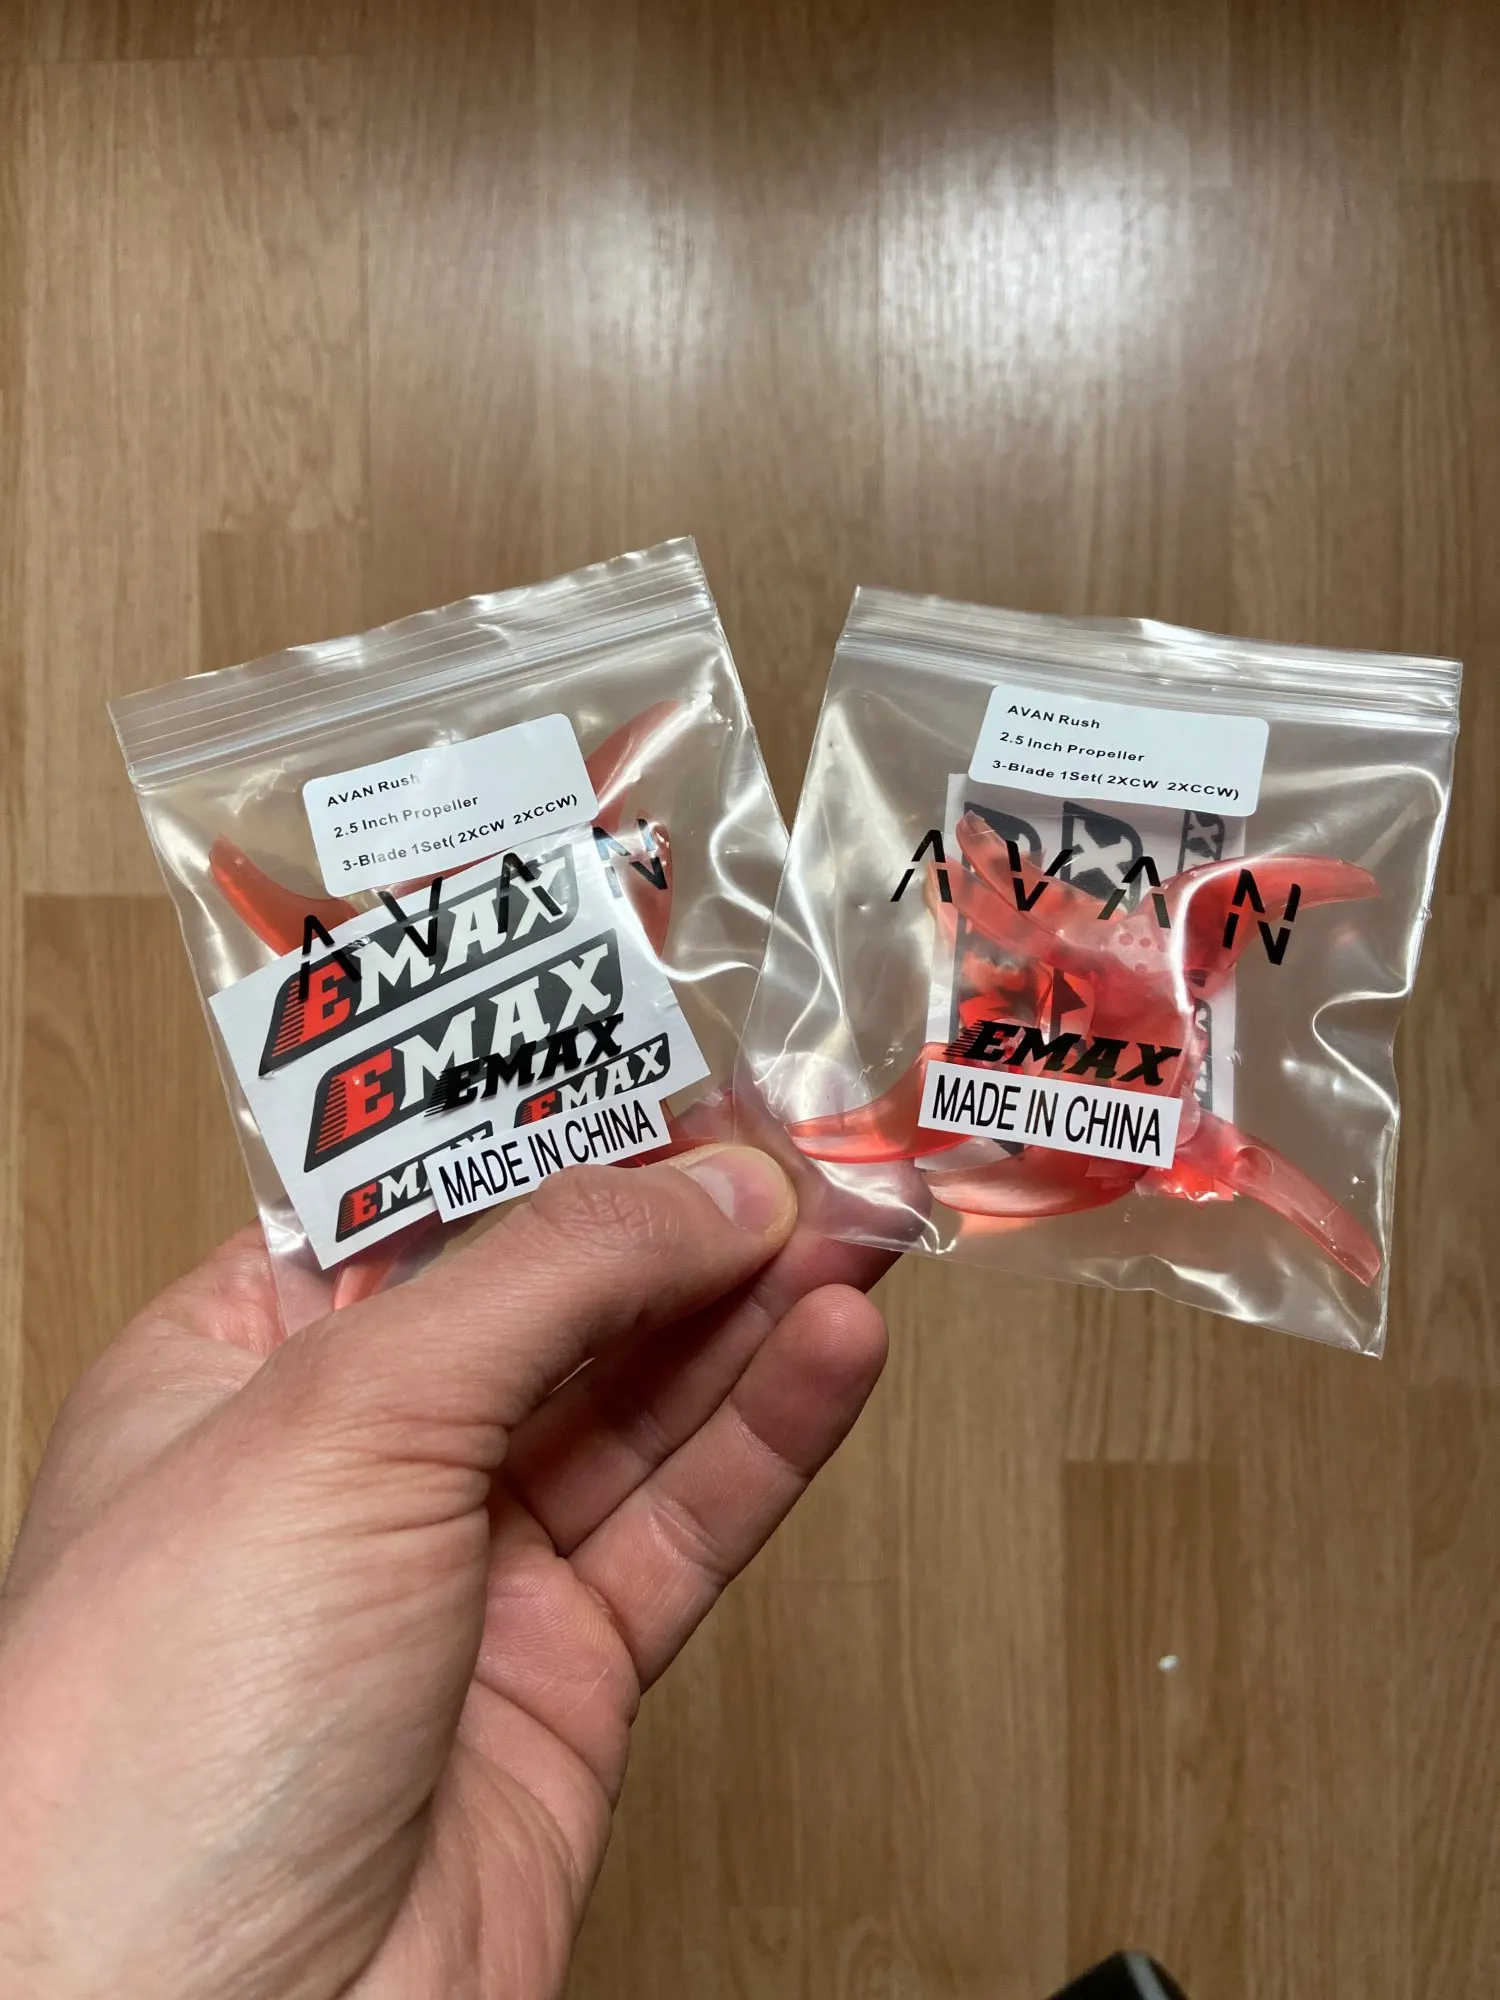 AVAN Rush
2.5 Inch Propeller
3-Blade 1Set( 2XCW 2XCCW)
AVAN
EMAX
EMAX
EMAX
EMAX
EM
MADE IN CHINA
AVAN Rush
2.5 Inch Propeller
3-Blade 1Set( 2XCW 2XCCW)
AVAN
EMAX
MADE IN CHINA